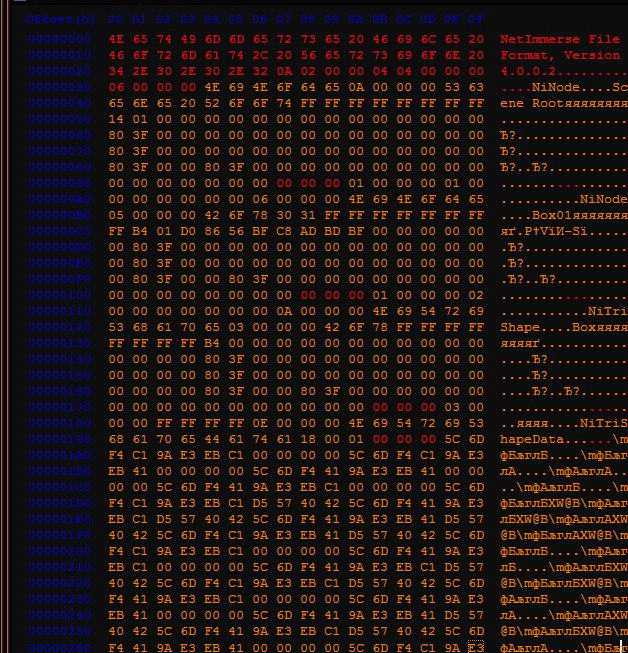 Offset(h) 00 01 02 03 04 05 06 07 08 09 0A 0B 0C 0D 0E 0F
00000000 4E 65 74 49 6D 6D 65 72 73 65 20 46 69 6C 65 20 NetImmerse File
00000010 46 6F 72 6D 61 74 2C 20 56 65 72 73 69 6F 6E 20 Format, Version
00000020 34 2E 30 2E 30 2E 32 0A 02 00 00 04 04 00 00 00 4.0.0.2.........
00000030 06 00 00 00 4E 69 4E 6F 64 65 0A 00 00 00 53 63 ....NiNode....Sc
00000040 65 6E 65 20 52 6F 6F 74 FF FF FF FF FF FF FF FF ene Rootяяяяяяяя
00000050 14 01 00 00 00 00 00 00 00 00 00 00 00 00 00 00 ................
00000060 80 3F 00 00 00 00 00 00 00 00 00 00 00 00 00 00 Ђ?..............
00000070 80 3F 00 00 00 00 00 00 00 00 00 00 00 00 00 00 Ђ?..............
00000080 80 3F 00 00 80 3F 00 00 00 00 00 00 00 00 00 00 Ђ?..Ђ?..........
00000090 00 00 00 00 00 00 00 00 00 00 01 00 00 00 01 00 ................
000000A0 00 00 00 00 00 00 06 00 00 00 4E 69 4E 6F 64 65 ..........NiNode
000000B0 05 00 00 00 42 6F 78 30 31 FF FF FF FF FF FF FF ....Box01яяяяяяя
000000C0 FF B4 01 D0 86 56 BF C8 AD BD BF 00 00 00 00 00 яґ.Р†VїИ-Sї.....
000000D0 00 80 3F 00 00 00 00 00 00 00 00 00 00 00 00 00 .Ђ?.............
000000E0 00 80 3F 00 00 00 00 00 00 00 00 00 00 00 00 00 .Ђ?.............
000000F0 00 80 3F 00 00 80 3F 00 00 00 00 00 00 00 00 00 .Ђ?..Ђ?.........
00000100 00 00 00 00 00 00 00 00 00 00 00 01 00 00 00 02 ................
00000110 00 00 00 00 00 00 00 0A 00 00 00 4E 69 54 72 69 ...........NiTri
00000120 53 68 61 70 65 03 00 00 00 42 6F 78 FF FF FF FF Shape....Boxяяяя
00000130 FF FF FF FF B4 00 00 00 00 00 00 00 00 00 00 00 яяяяґ...........
00000140 00 00 00 00 80 3F 00 00 00 00 00 00 00 00 00 00 ....Ђ?..........
00000150 00 00 00 00 80 3F 00 00 00 00 00 00 00 00 00 00 ....Ђ?..........
00000160 00 00 00 00 80 3F 00 00 80 3F 00 00 00 00 00 00 ....Ђ?..Ђ?......
00000170 00 00 00 00 00 00 00 00 00 00 00 00 00 00 03 00 ................
00000180 00 00 FF FF FF FF 0E 00 00 00 4E 69 54 72 69 53 ..яяяя....NiTriS
00000190 68 61 70 65 44 61 74 61 18 00 01 00 00 00 5C 6D hapeData......\m
000001A0 F4 C1 9A E3 EB C1 00 00 00 00 5C 6D F4 C1 9A E3 фБљглБ....\mфБљг
000001B0 EB 41 00 00 00 00 5C 6D F4 41 9A E3 EB 41 00 00 лА....\mфАљглА..
000001C0 00 00 5C 6D F4 41 9A E3 EB C1 00 00 00 00 5C 6D ..\mфАљглБ....\m
000001D0 F4 C1 9A E3 EB C1 D5 57 40 42 5C 6D F4 41 9A E3 фБљглБХW@B\mфАљг
000001E0 EB C1 D5 57 40 42 5C 6D F4 C1 9A E3 EB 41 D5 57 лБХW@B\mфБљглАХW
000001F0 40 42 5C 6D F4 41 9A E3 EB 41 D5 57 40 42 5C 6D @B\mфАљглАХW@B\m
00000200 F4 C1 9A E3 EB C1 00 00 00 00 5C 6D F4 41 9A E3 фБљглБ....\mфАљг
00000210 EB C1 00 00 00 00 5C 6D F4 C1 9A E3 EB C1 D5 57 лБ....\mфБљглБХW
00000220 40 42 5C 6D F4 41 9A E3 EB C1 D5 57 40 42 5C 6D @B\mфАљглБХW@B\m
00000230 F4 41 9A E3 EB C1 00 00 00 00 5C 6D F4 41 9A E3 фАљглБ....\mфАљг
00000240 EB 41 00 00 00 00 5C 6D F4 41 9A E3 EB C1 D5 57 лА....\mфАљглБХW
00000250 40 42 5C 6D F4 41 9A E3 EB 41 D5 57 40 42 5C 6D @B\mфАљглАХW@B\m
00000260 F4 41 9A E3 EB 41 00 00 00 00 5C 6D F4 C1 9A E3 фАљглА....\mфБљг